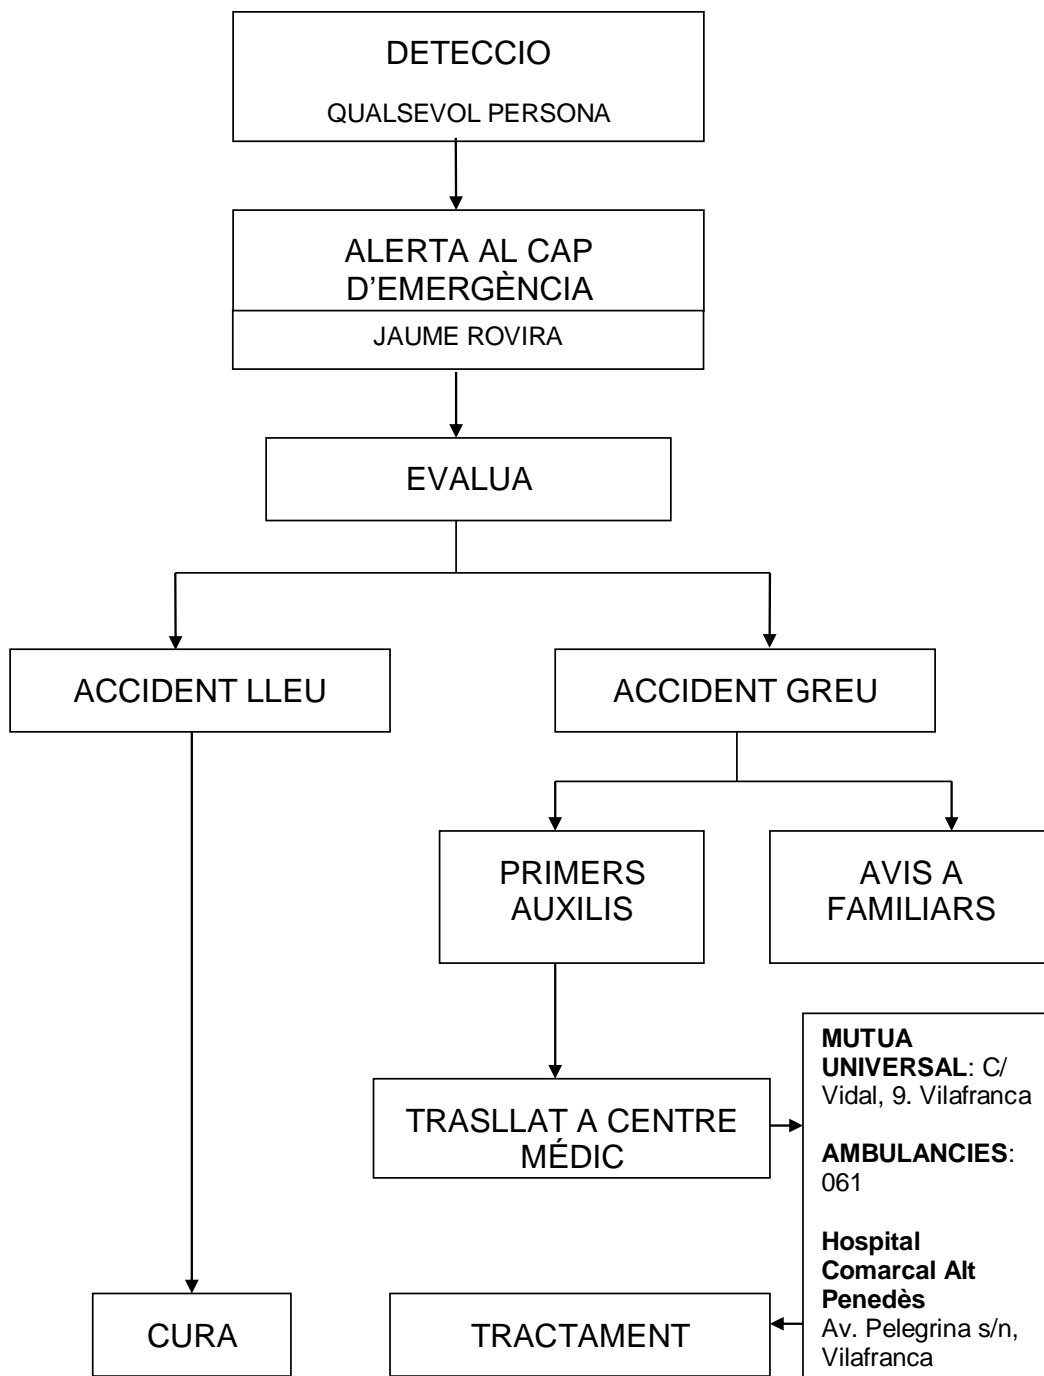 DETECCIO
QUALSEVOL PERSONA
ALERTA AL CAP
D'EMERGÈNCIA
JAUME ROVIRA
EVALUA
ACCIDENT LLEU
ACCIDENT GREU
PRIMERS
AUXILIS
AVIS A
FAMILIARS
TRASLLAT A CENTRE
MÉDIC
MUTUA
UNIVERSAL: C/
Vidal, 9. Vilafranca
AMBULANCIES:
061
Hospital
Comarcal Alt
Penedès
Av. Pelegrina s/n,
Vilafranca
CURA
TRACTAMENT